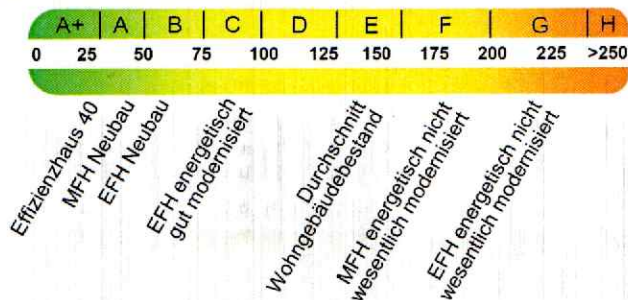 A+ A B C D E F G H
0 25 50 75 100 125 150 175 200 225 >250
Effizienzhaus 40
MFH Neubau
EFH Neubau
EFH energetisch
gut modernisiert
Durchschnitt
Wohngebäudebestand
MFH energetisch nicht
wesentlich modernisiert
EFH energetisch nicht
wesentlich modernisiert